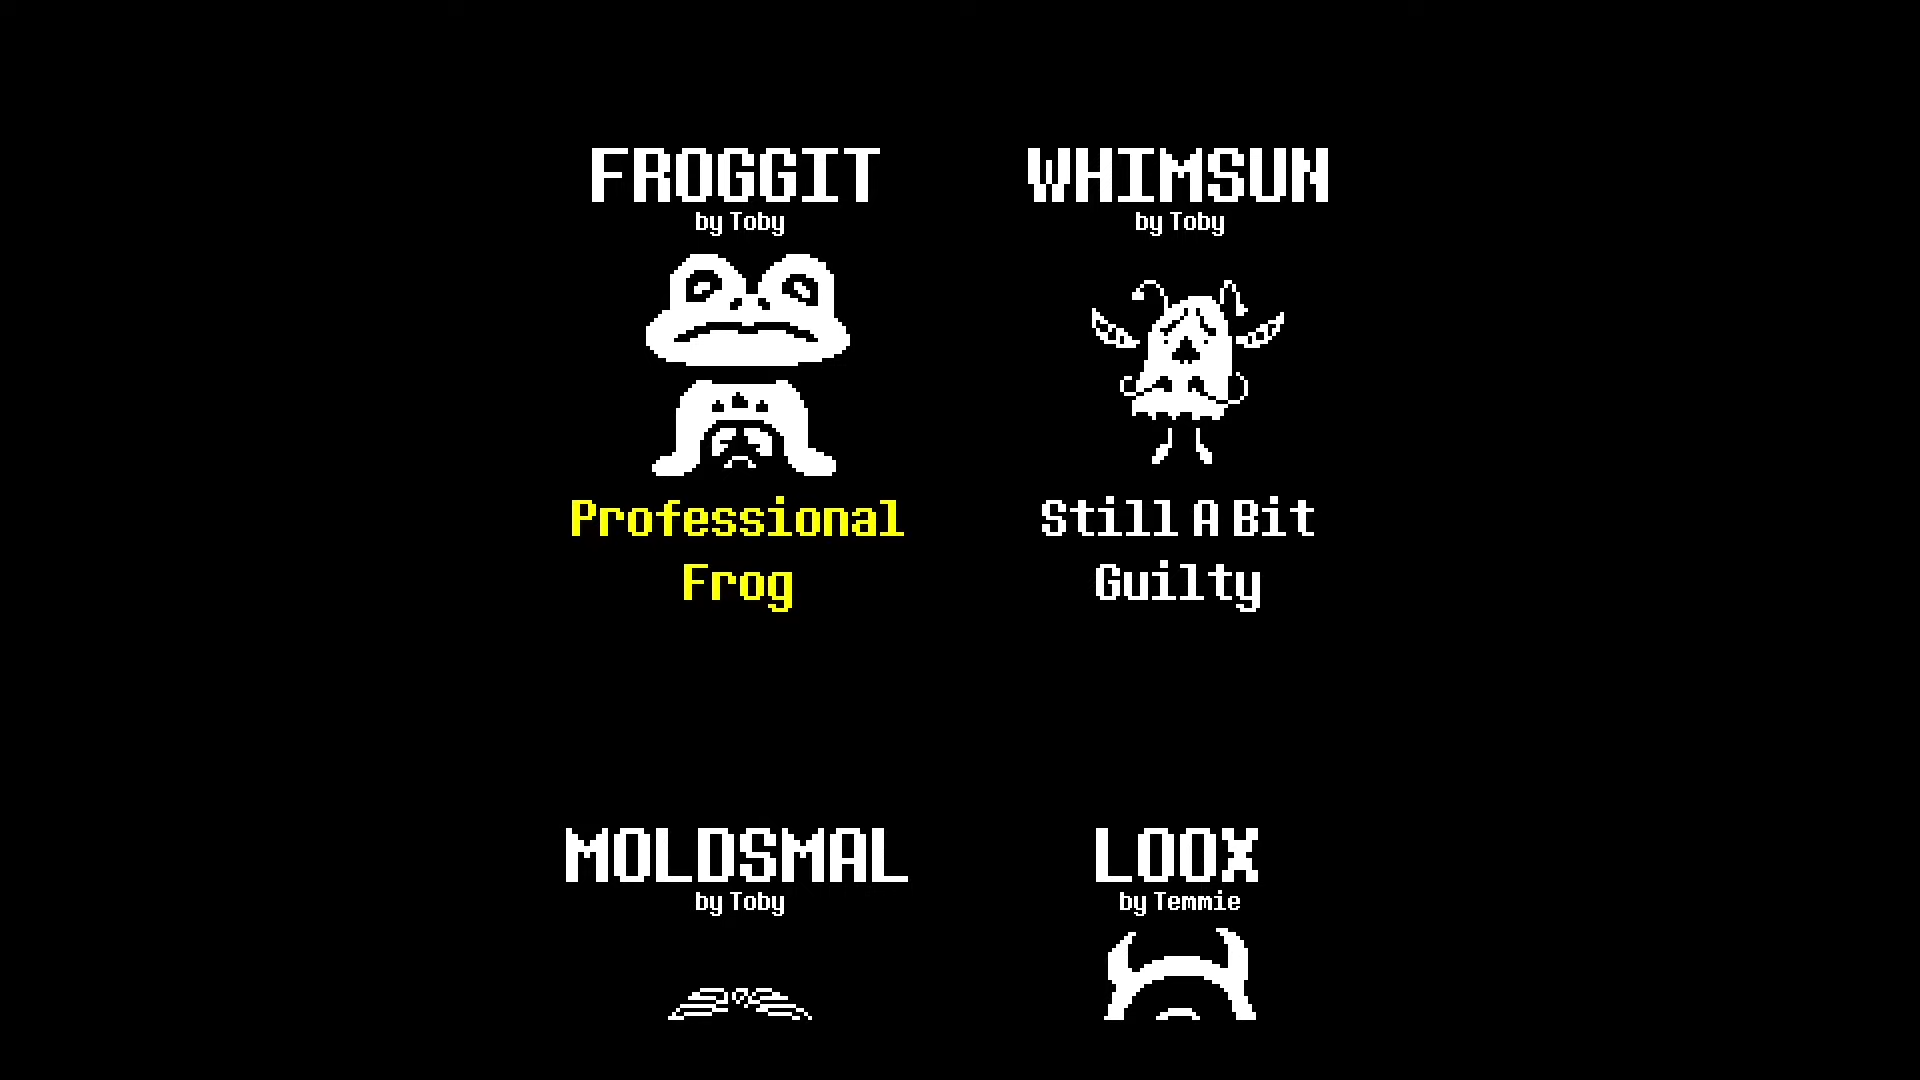 FROGGIT
by Toby
Professional
Frog
WHIMSUN
by Toby
Still A Bit
Guilty
MOLDSMAL
by Toby
LOOX
by Temmie